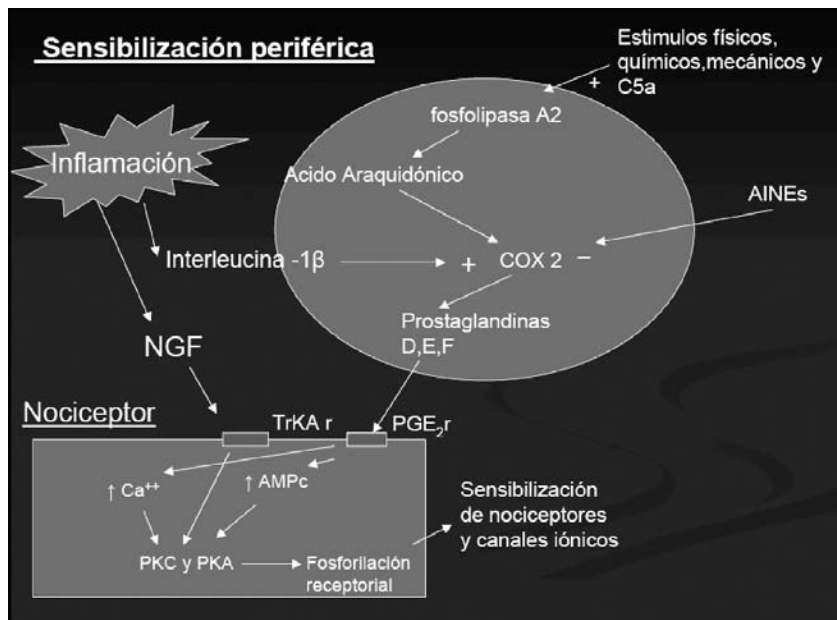 Sensibilización periférica
Estimulos físicos,
químicos,mecánicos y
C5a
+
fosfolipasa A2
Inflamación
Acido Araquidónico
AINEs
Interleucina -1β
+
COX 2
−
Prostaglandinas
D,E,F
NGF
Nociceptor
TrKA r
PGE₂r
↑ Ca⁺⁺
↑ AMPc
Sensibilización
de nociceptores
y canales iónicos
PKC y PKA
Fosforilación
receptorial